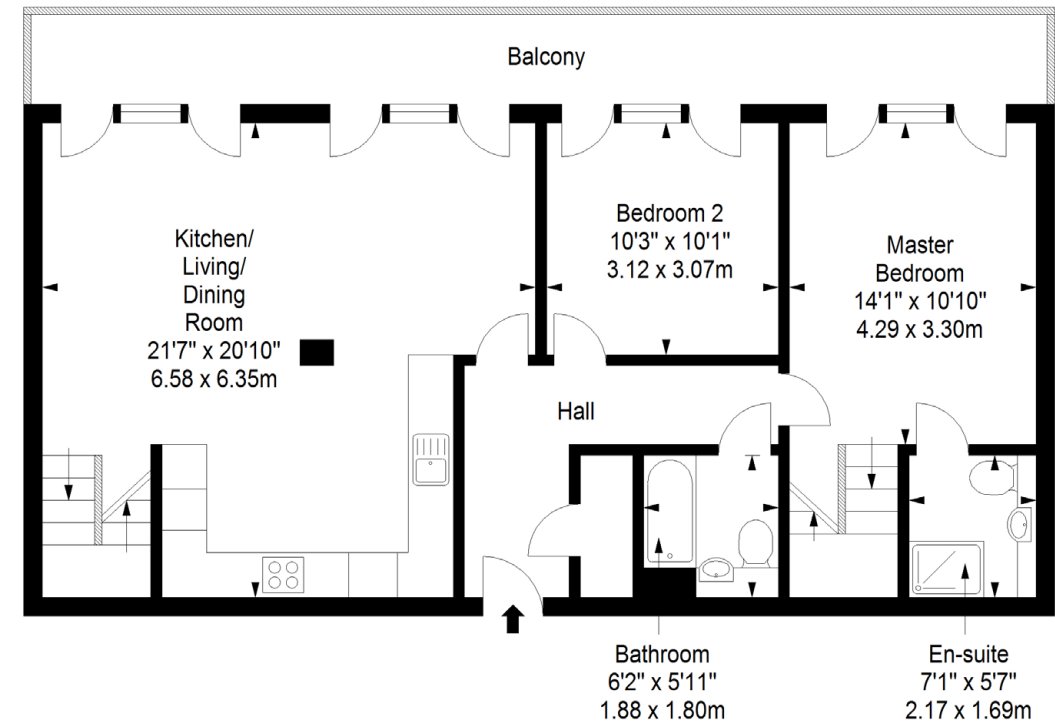 Balcony
Kitchen/
Living/
Dining
Room
21'7" x 20'10"
6.58 x 6.35m
Bedroom 2
10'3" x 10'1"
3.12 x 3.07m
Master
Bedroom
14'1" x 10'10"
4.29 x 3.30m
Hall
Bathroom
6'2" x 5'11"
1.88 x 1.80m
En-suite
7'1" x 5'7"
2.17 x 1.69m